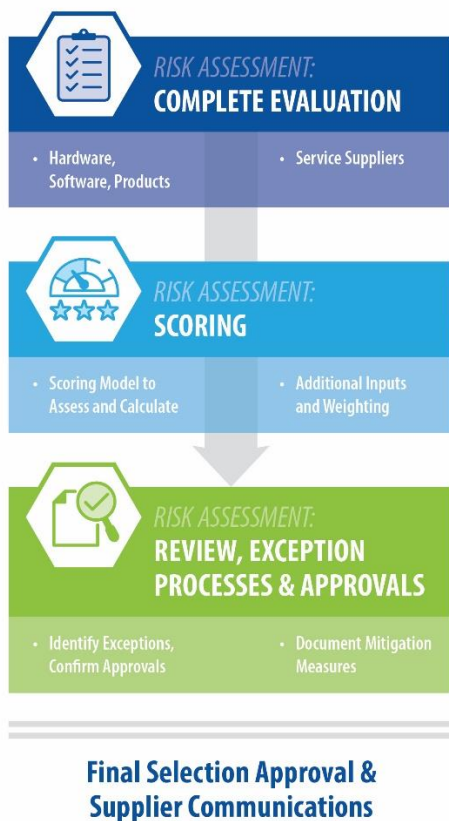 RISK ASSESSMENT:
COMPLETE EVALUATION
• Hardware,
Software, Products
• Service Suppliers
RISK ASSESSMENT:
SCORING
• Scoring Model to
Assess and Calculate
• Additional Inputs
and Weighting
RISK ASSESSMENT:
REVIEW, EXCEPTION
PROCESSES & APPROVALS
• Identify Exceptions,
Confirm Approvals
• Document Mitigation
Measures
Final Selection Approval &
Supplier Communications